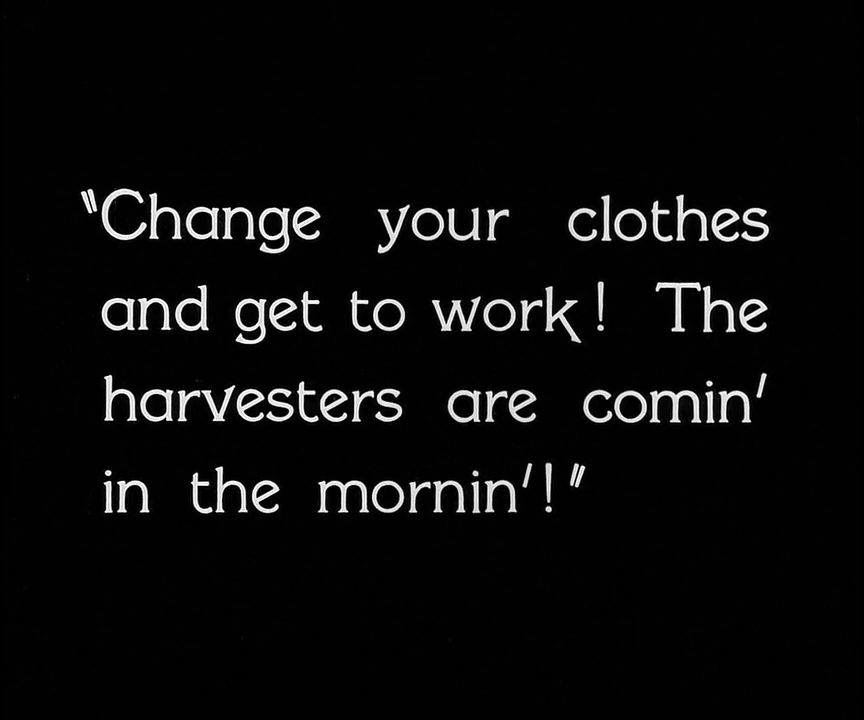 "Change your clothes
and get to work! The
harvesters are comin'
in the mornin'!"